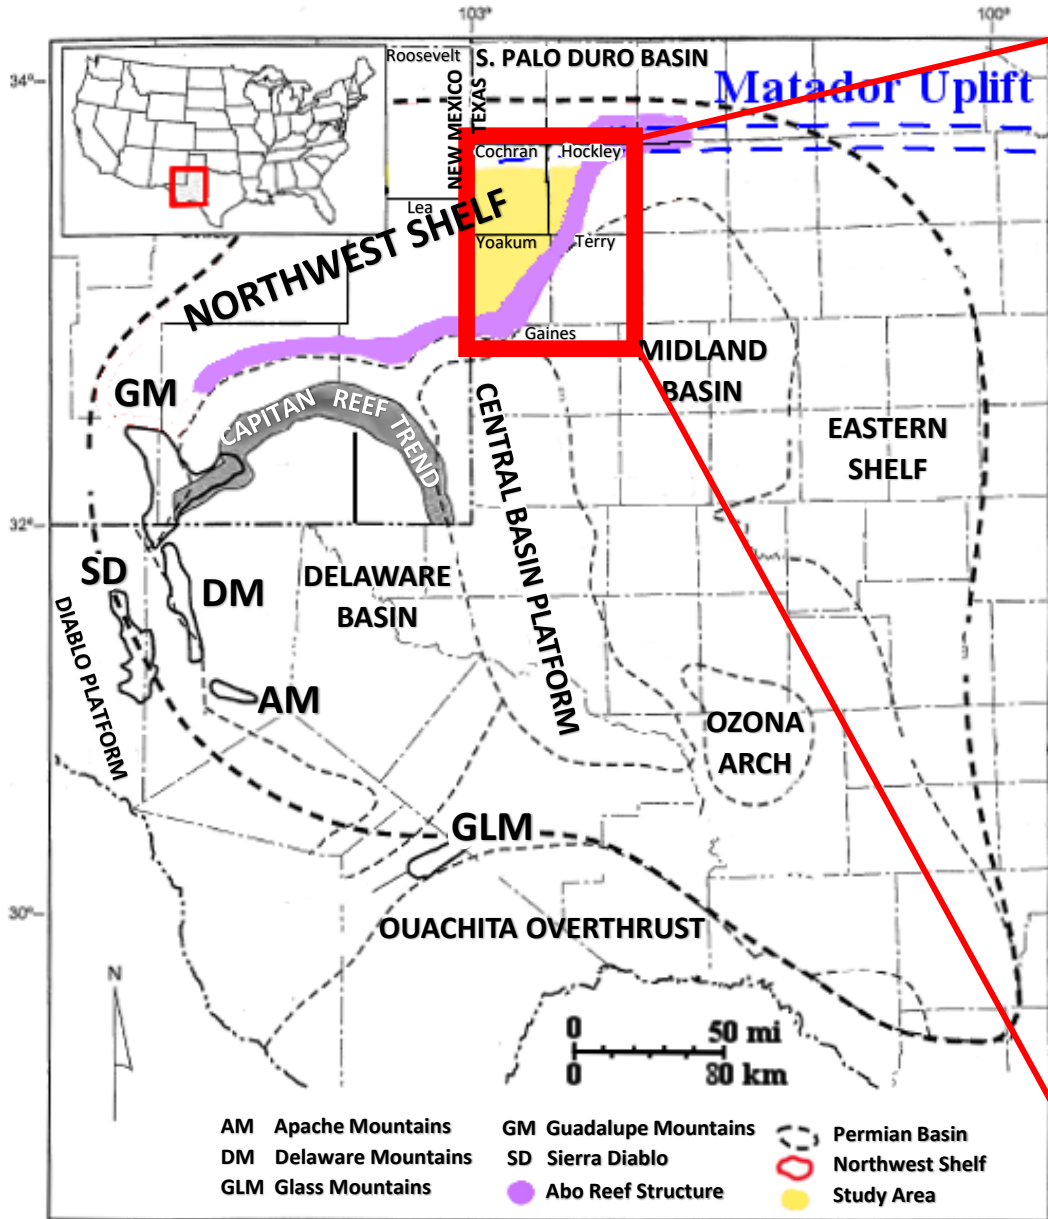 103°
100°
34°
Roosevelt
S. PALO DURO BASIN
NEW MEXICO
TEXAS
Matador Uplift
Cochran
Hockley
Lea
NORTHWEST SHELF
Yoakum
Terry
Gaines
MIDLAND
BASIN
GM
CAPITAN REEF TREND
CENTRAL BASIN PLATFORM
EASTERN
SHELF
32°
SD
DM
DELAWARE
BASIN
DIABLO PLATFORM
AM
OZONA
ARCH
GLM
30°
OUACHITA OVERTHRUST
N
0 50 mi
0 80 km
AM Apache Mountains
DM Delaware Mountains
GLM Glass Mountains
GM Guadalupe Mountains
SD Sierra Diablo
Abo Reef Structure
Permian Basin
Northwest Shelf
Study Area